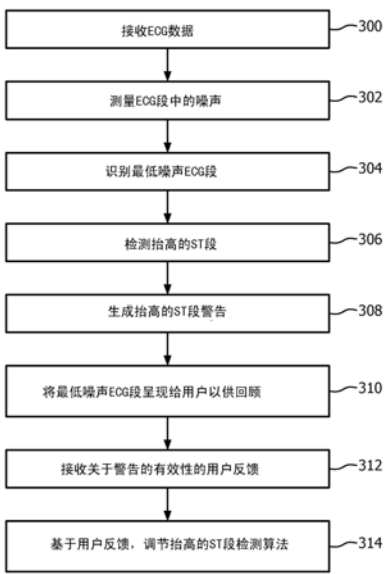 接收ECG数据
300
测量ECG段中的噪声
302
识别最低噪声ECG段
304
检测抬高的ST段
306
生成抬高的ST段警告
308
将最低噪声ECG段呈现给用户以供回顾
310
接收关于警告的有效性的用户反馈
312
基于用户反馈，调节抬高的ST段检测算法
314